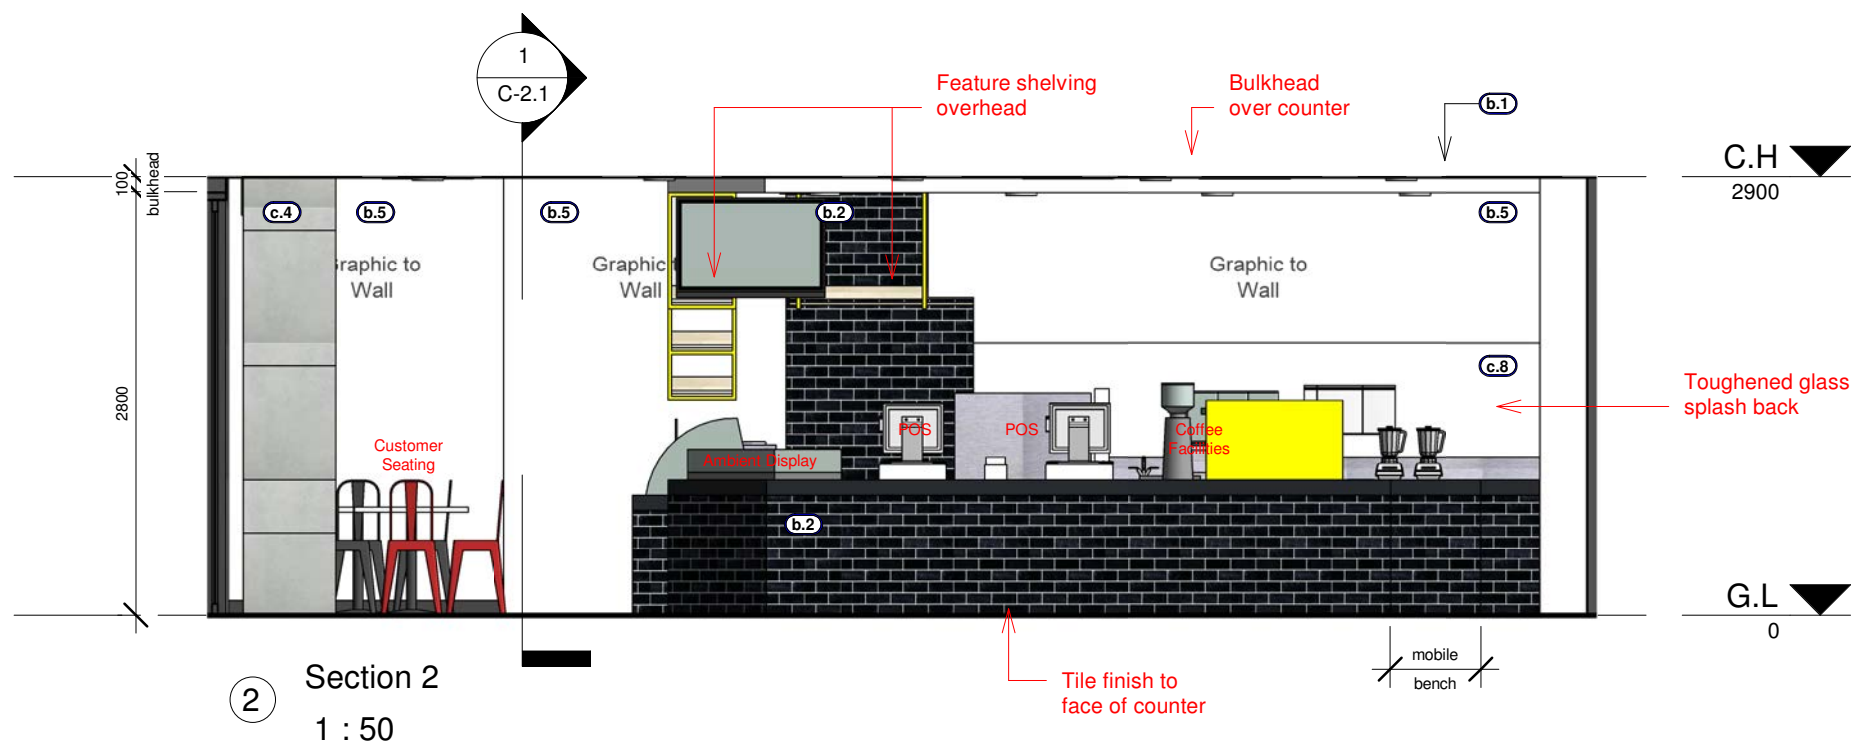 1
C-2.1
Feature shelving
overhead
Bulkhead
over counter
b.1
C.H
2900
100
bulkhead
c.4
b.5
b.5
b.2
b.5
Graphic to
Wall
Graphic t
Wall
Graphic to
Wall
c.8
Toughened glass
splash back
2800
Customer
Seating
Ambient Display
POS
POS
Coffee
Facilities
b.2
G.L
0
mobile
bench
Tile finish to
face of counter
2
Section 2
1 : 50